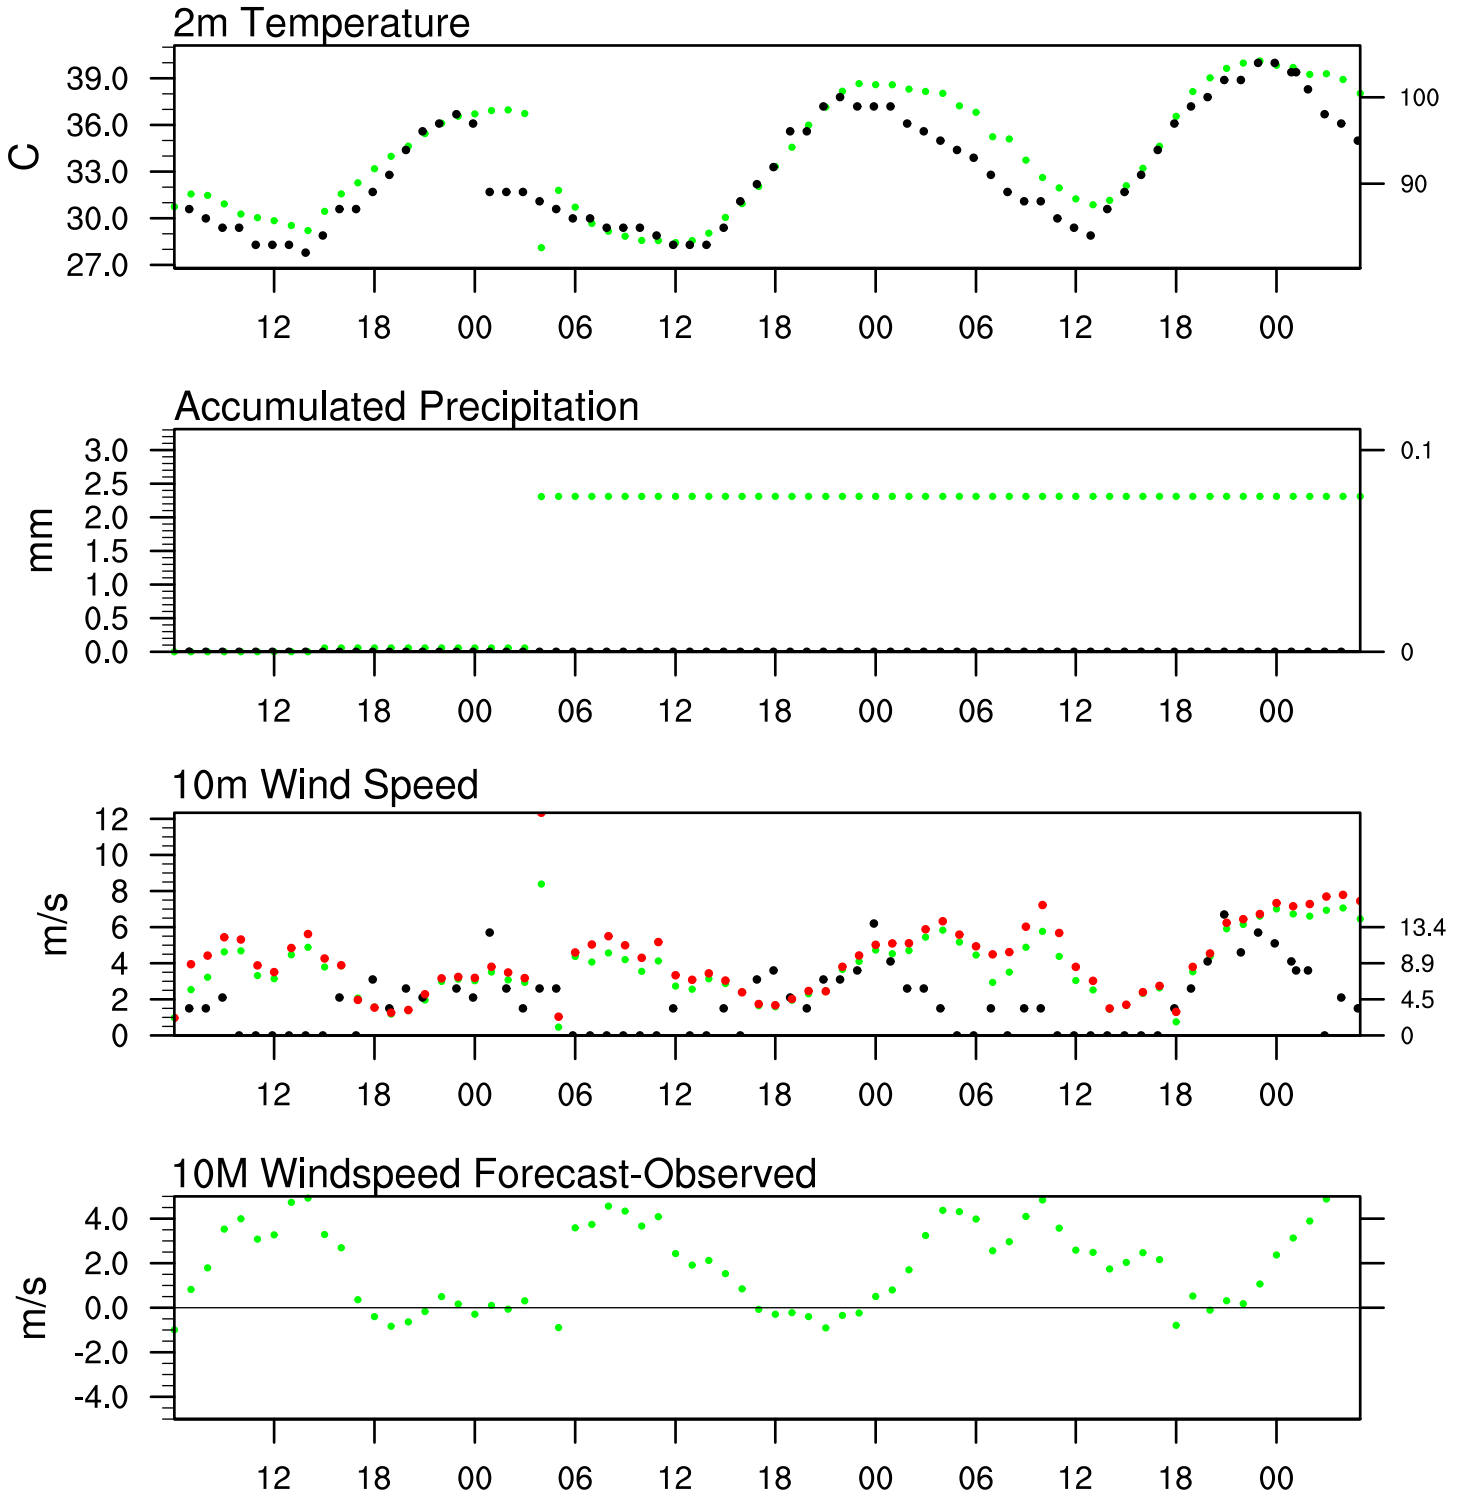 2m Temperature
39.0
36.0
33.0
30.0
27.0
C
100
90
12 18 00 06 12 18 00 06 12 18 00
Accumulated Precipitation
3.0
2.5
2.0
1.5
1.0
0.5
0.0
mm
0.1
0
12 18 00 06 12 18 00 06 12 18 00
10m Wind Speed
12
10
8
6
4
2
0
m/s
13.4
8.9
4.5
0
12 18 00 06 12 18 00 06 12 18 00
10M Windspeed Forecast-Observed
4.0
2.0
0.0
-2.0
-4.0
m/s
12 18 00 06 12 18 00 06 12 18 00